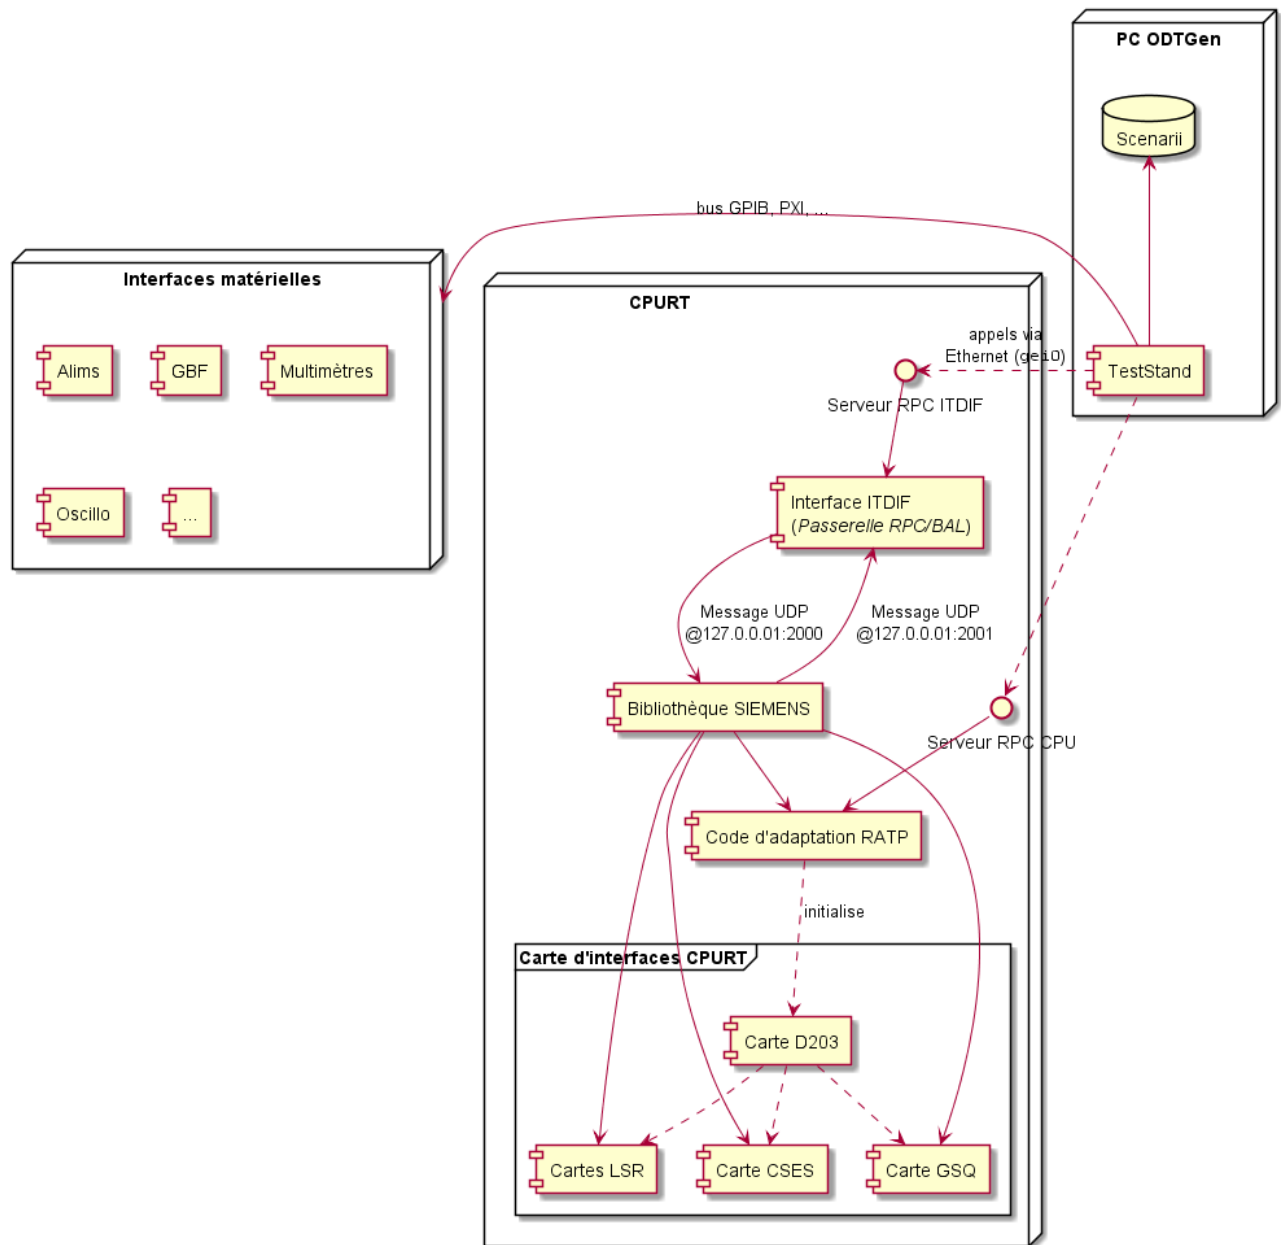 PC ODTGen
Scenarii
bus GPIB, PXI, ...
Interfaces matérielles
CPURT
appels via
Ethernet (geiO)
TestStand
Alims
GBF
Multimètres
Serveur RPC ITDIF
Oscillo
...
Interface ITDIF
(Passerelle RPC/BAL)
Message UDP
@127.0.0.01:2000
Message UDP
@127.0.0.01:2001
Bibliothèque SIEMENS
Serveur RPC CPU
Code d'adaptation RATP
initialise
Carte d'interfaces CPURT
Carte D203
Cartes LSR
Carte CSES
Carte GSQ